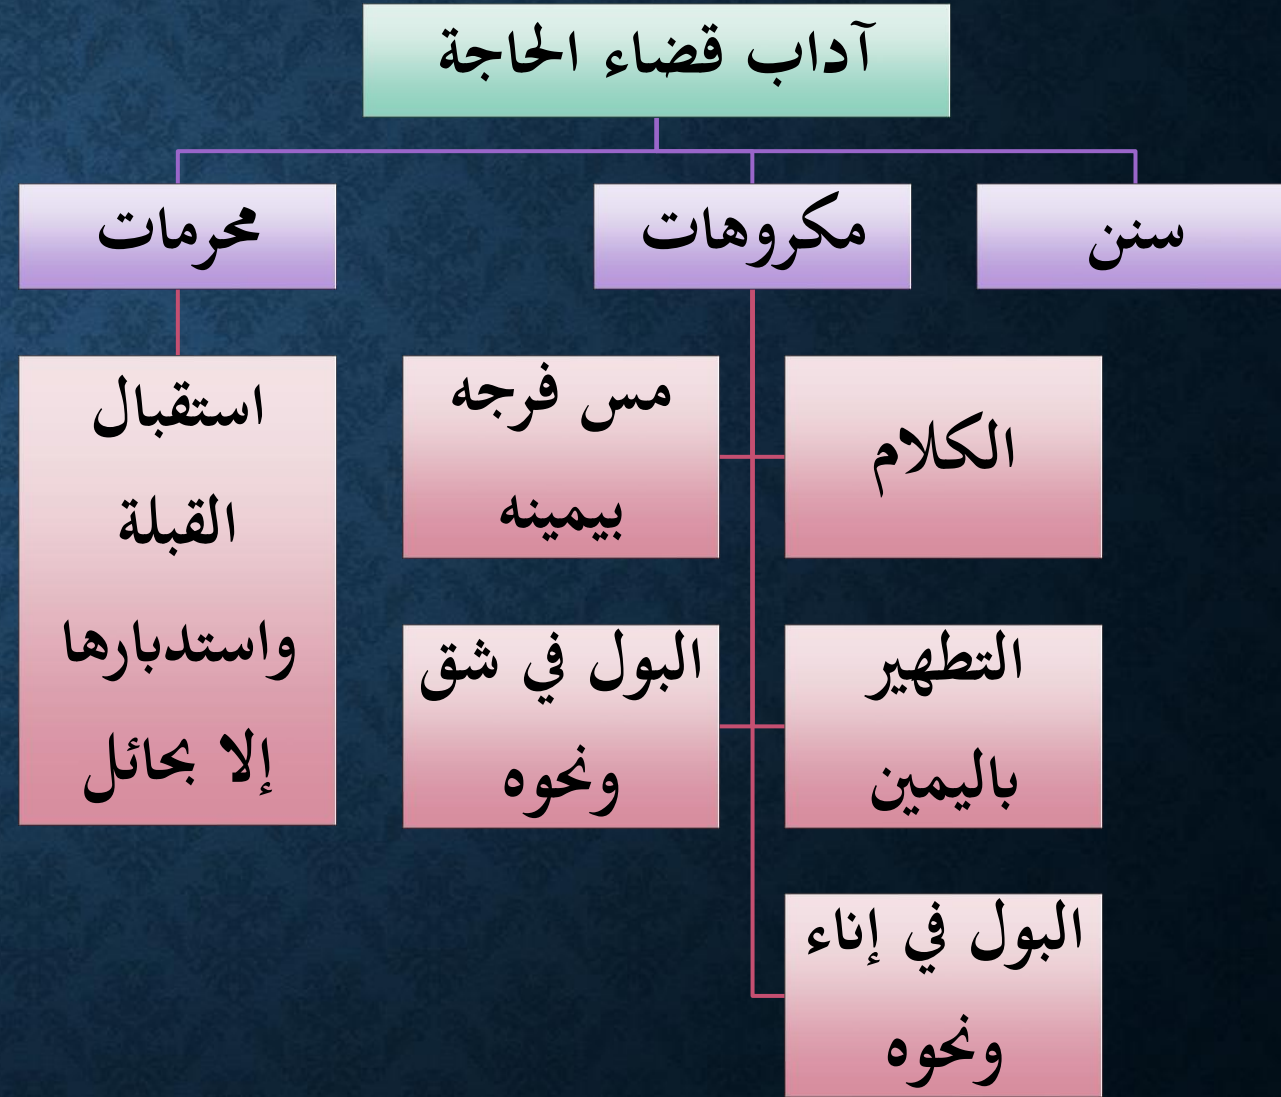 آداب قضاء الحاجة
سنن
مكروهات
محرمات
الكلام
مس فرجه
بيمينه
التطهير
باليمين
البول في شق
ونحوه
البول في إناء
ونحوه
استقبال
القبلة
واستدبارها
إلا بحائل